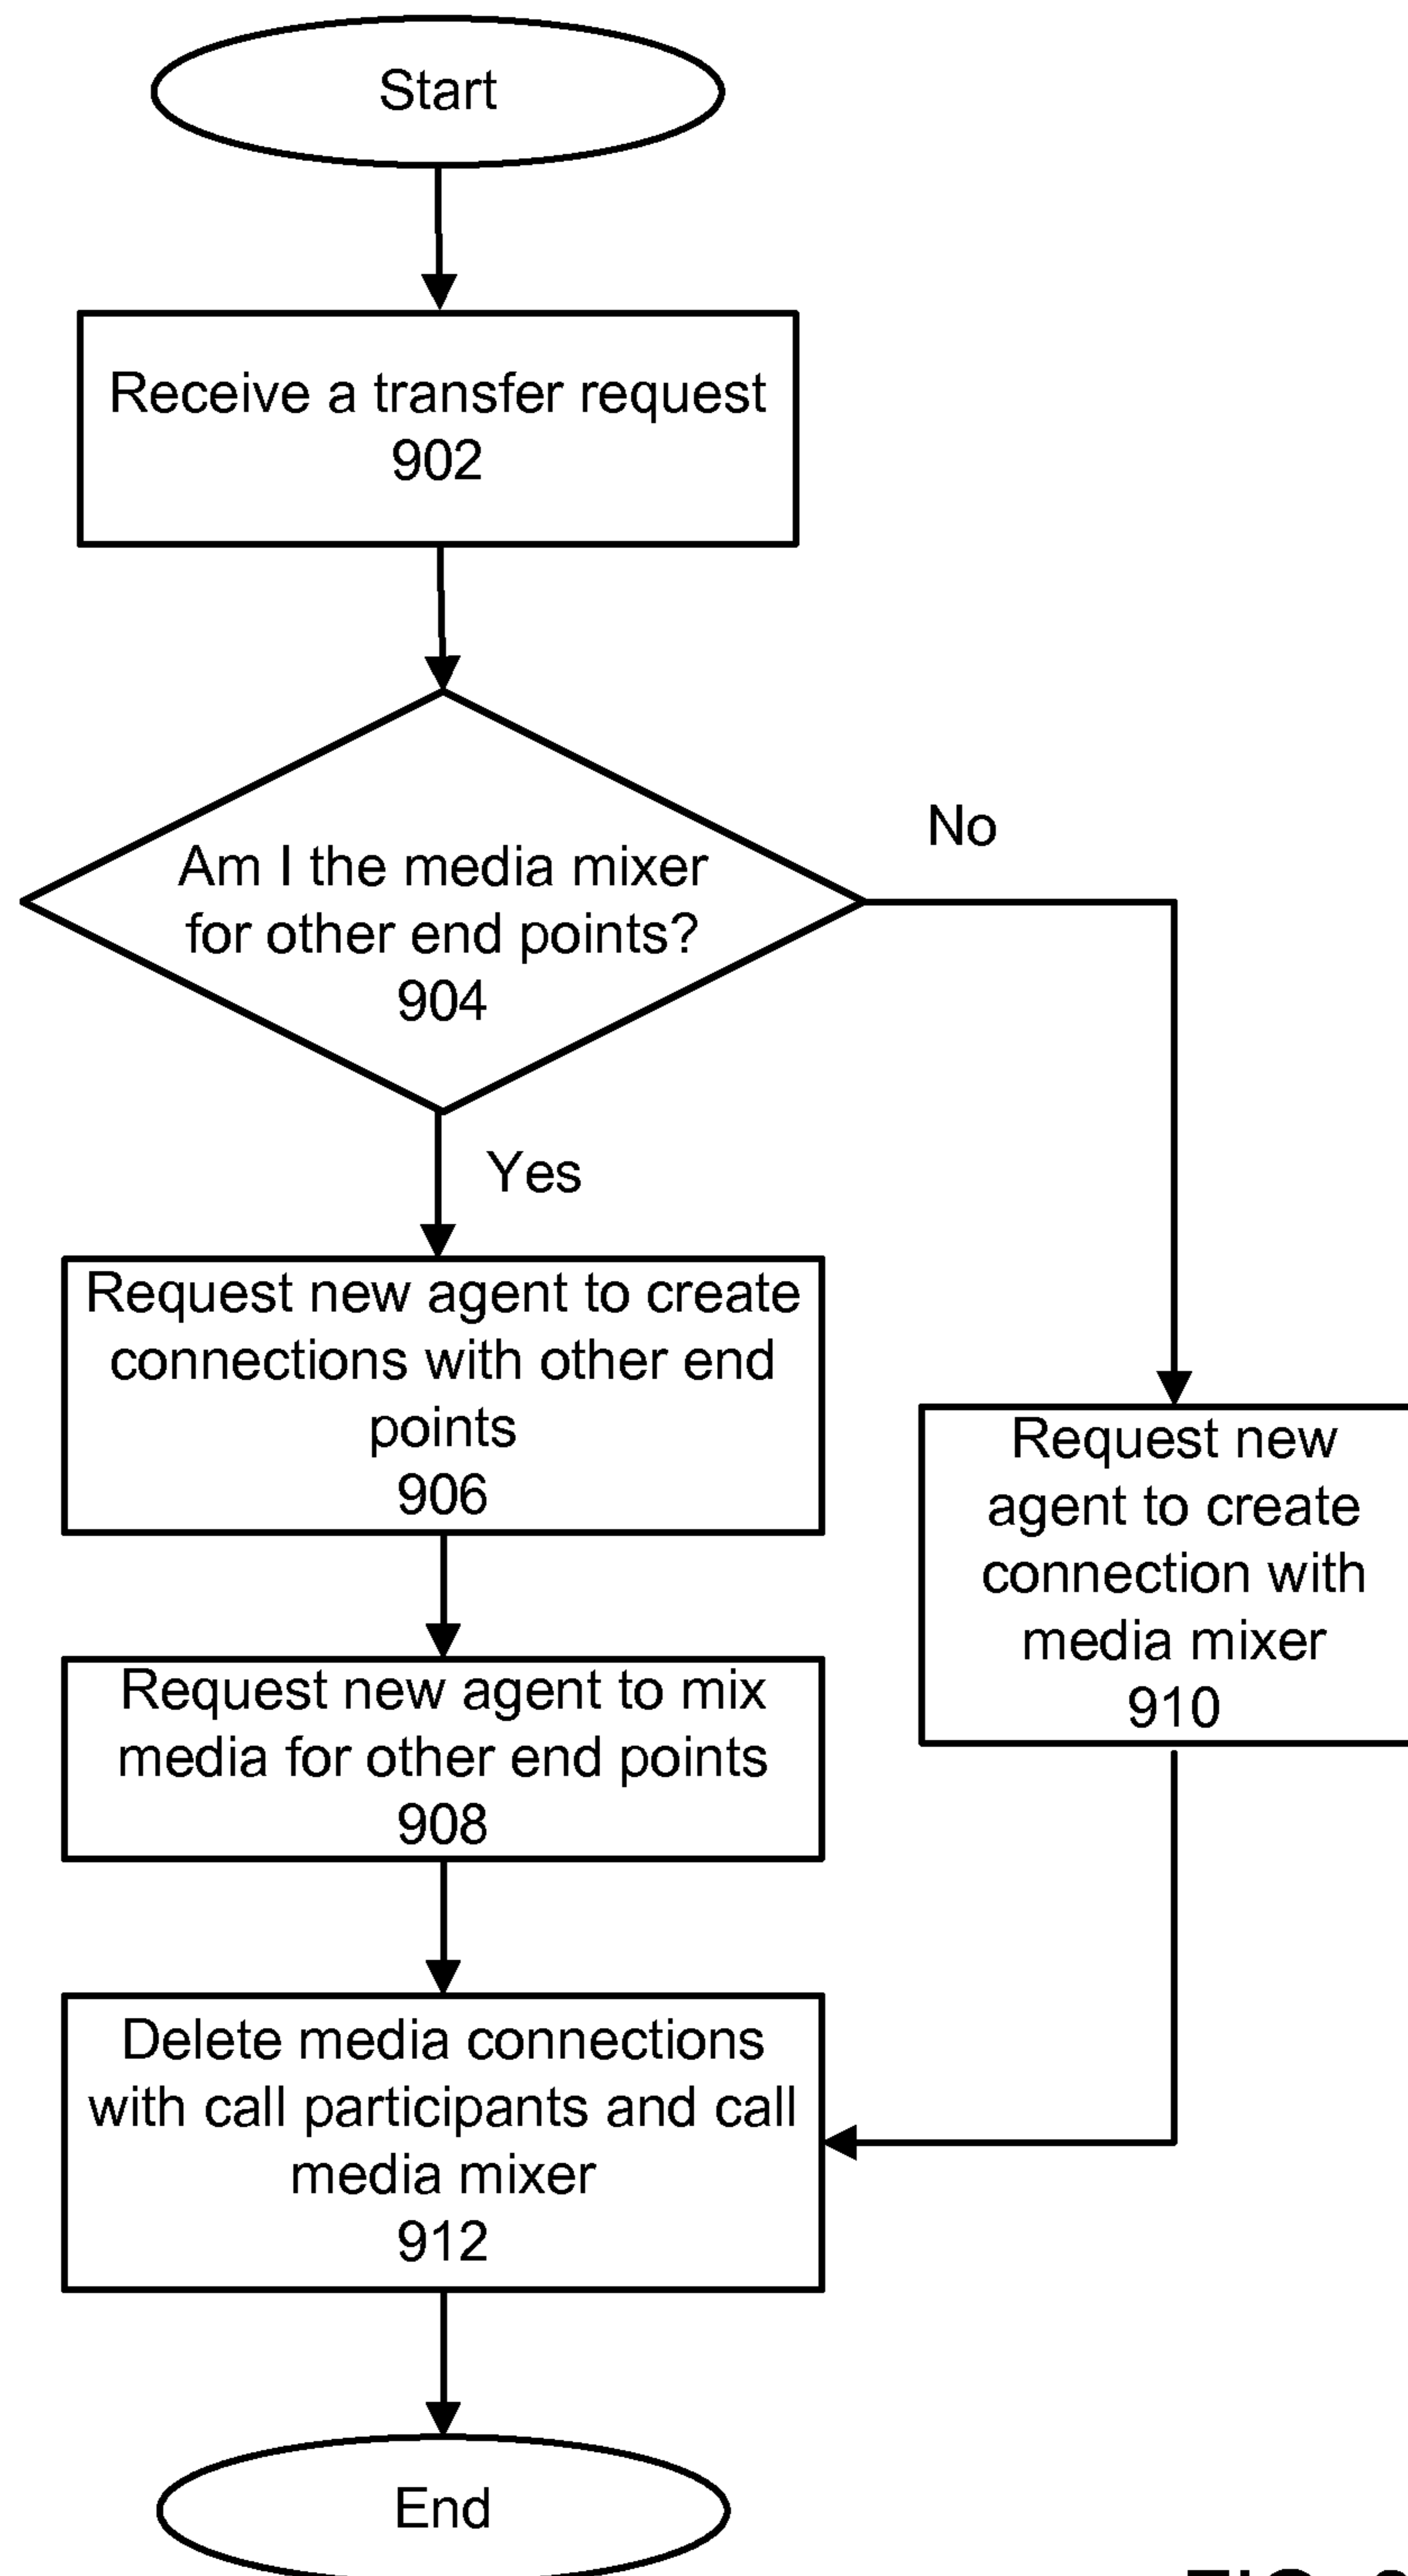 Start
Receive a transfer request
902
No
Am I the media mixer
for other end points?
904
Yes
Request new agent to create
connections with other end
points
906
Request new
agent to create
connection with
media mixer
910
Request new agent to mix
media for other end points
908
Delete media connections
with call participants and call
media mixer
912
End